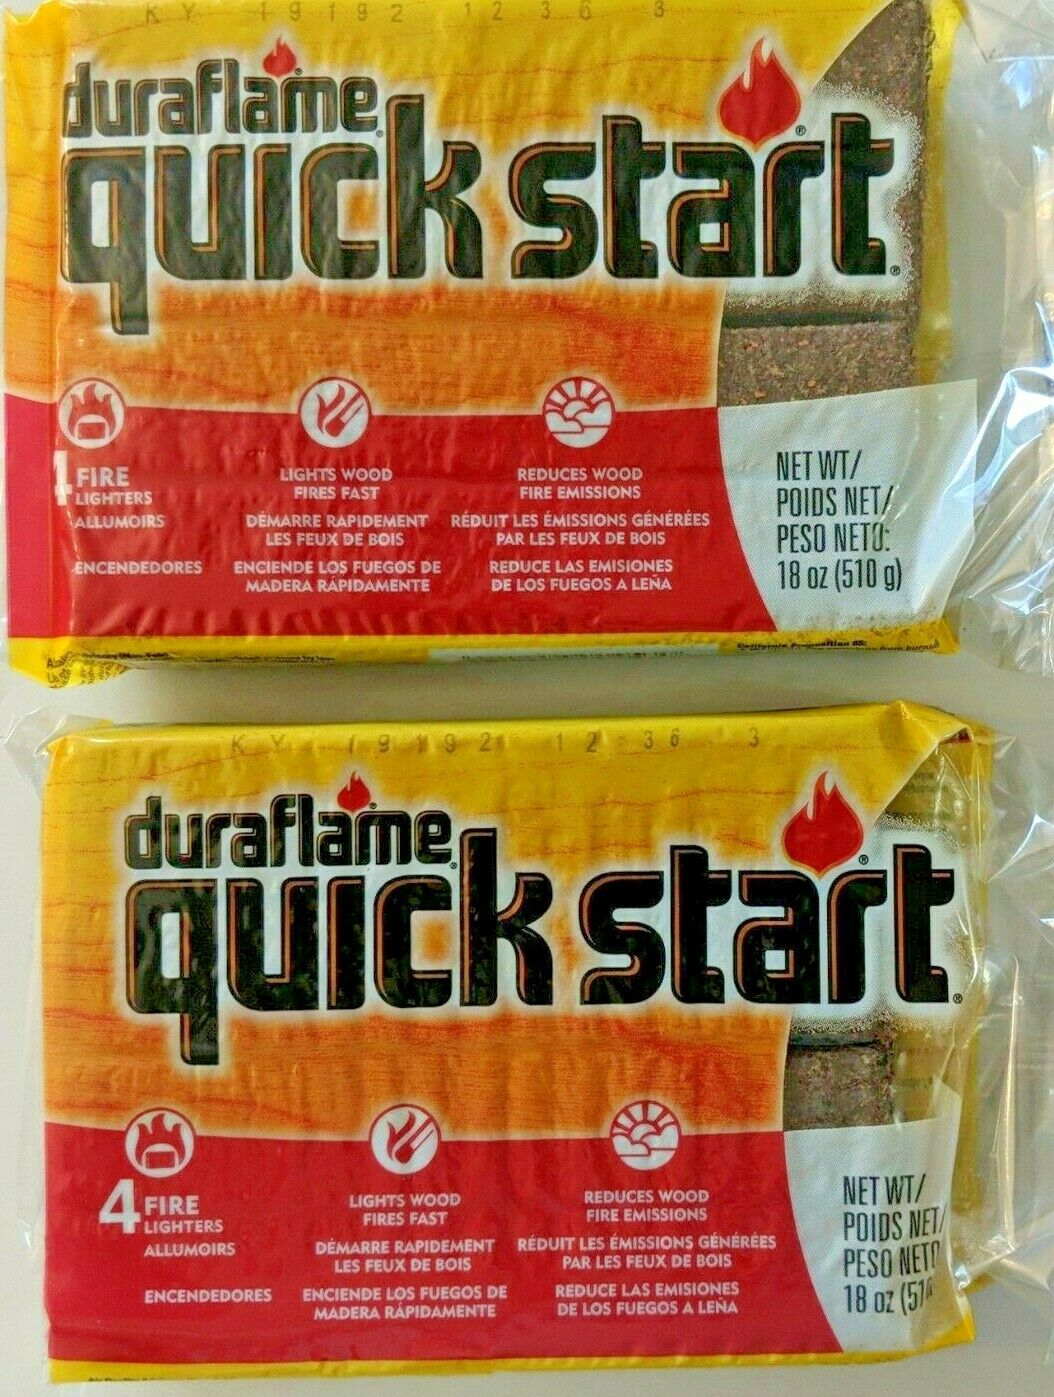 KY 19192 12 36 3
duraflame®
quick start®
4 FIRE
LIGHTERS
ALLUMOIRS
ENCENDEDORES
LIGHTS WOOD
FIRES FAST
DÉMARRE RAPIDEMENT
LES FEUX DE BOIS
ENCIENDE LOS FUEGOS DE
MADERA RÁPIDAMENTE
REDUCES WOOD
FIRE EMISSIONS
RÉDUIT LES ÉMISSIONS GÉNÉRÉES
PAR LES FEUX DE BOIS
REDUCE LAS EMISIONES
DE LOS FUEGOS A LEÑA
NET WT/
POIDS NET/
PESO NETO:
18 oz (510 g)
California Proposition 65:
KY 19192 12 36 3
duraflame®
quick start®
4 FIRE
LIGHTERS
ALLUMOIRS
ENCENDEDORES
LIGHTS WOOD
FIRES FAST
DÉMARRE RAPIDEMENT
LES FEUX DE BOIS
ENCIENDE LOS FUEGOS DE
MADERA RÁPIDAMENTE
REDUCES WOOD
FIRE EMISSIONS
RÉDUIT LES ÉMISSIONS GÉNÉRÉES
PAR LES FEUX DE BOIS
REDUCE LAS EMISIONES
DE LOS FUEGOS A LEÑA
NET WT/
POIDS NET/
PESO NETO
18 oz (51